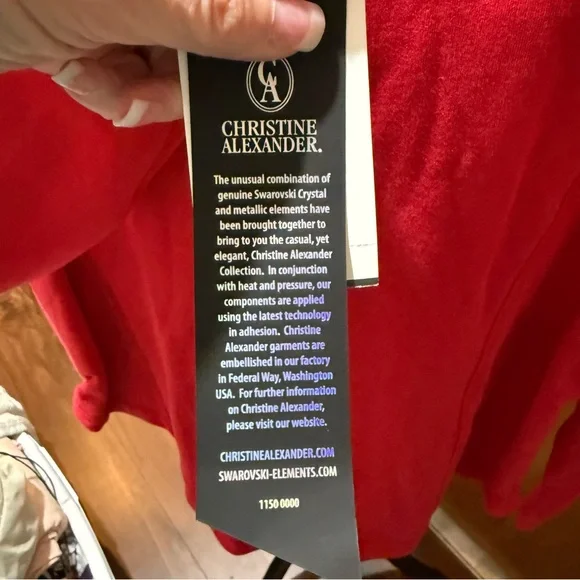 CA
CHRISTINE
ALEXANDER®
The unusual combination of
genuine Swarovski Crystal
and metallic elements have
been brought together to
bring to you the casual, yet
elegant, Christine Alexander
Collection. In conjunction
with heat and pressure, our
components are applied
using the latest technology
in adhesion. Christine
Alexander garments are
embellished in our factory
in Federal Way, Washington
USA. For further information
on Christine Alexander,
please visit our website.
CHRISTINEALEXANDER.COM
SWAROVSKI-ELEMENTS.COM
1150 0000